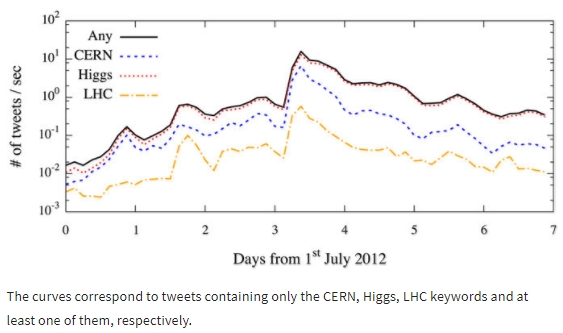 10²
10¹
10⁰
10⁻¹
10⁻²
10⁻³
# of tweets / sec
Any
CERN
Higgs
LHC
0 1 2 3 4 5 6 7
Days from 1ˢᵗ July 2012
The curves correspond to tweets containing only the CERN, Higgs, LHC keywords and at
least one of them, respectively.